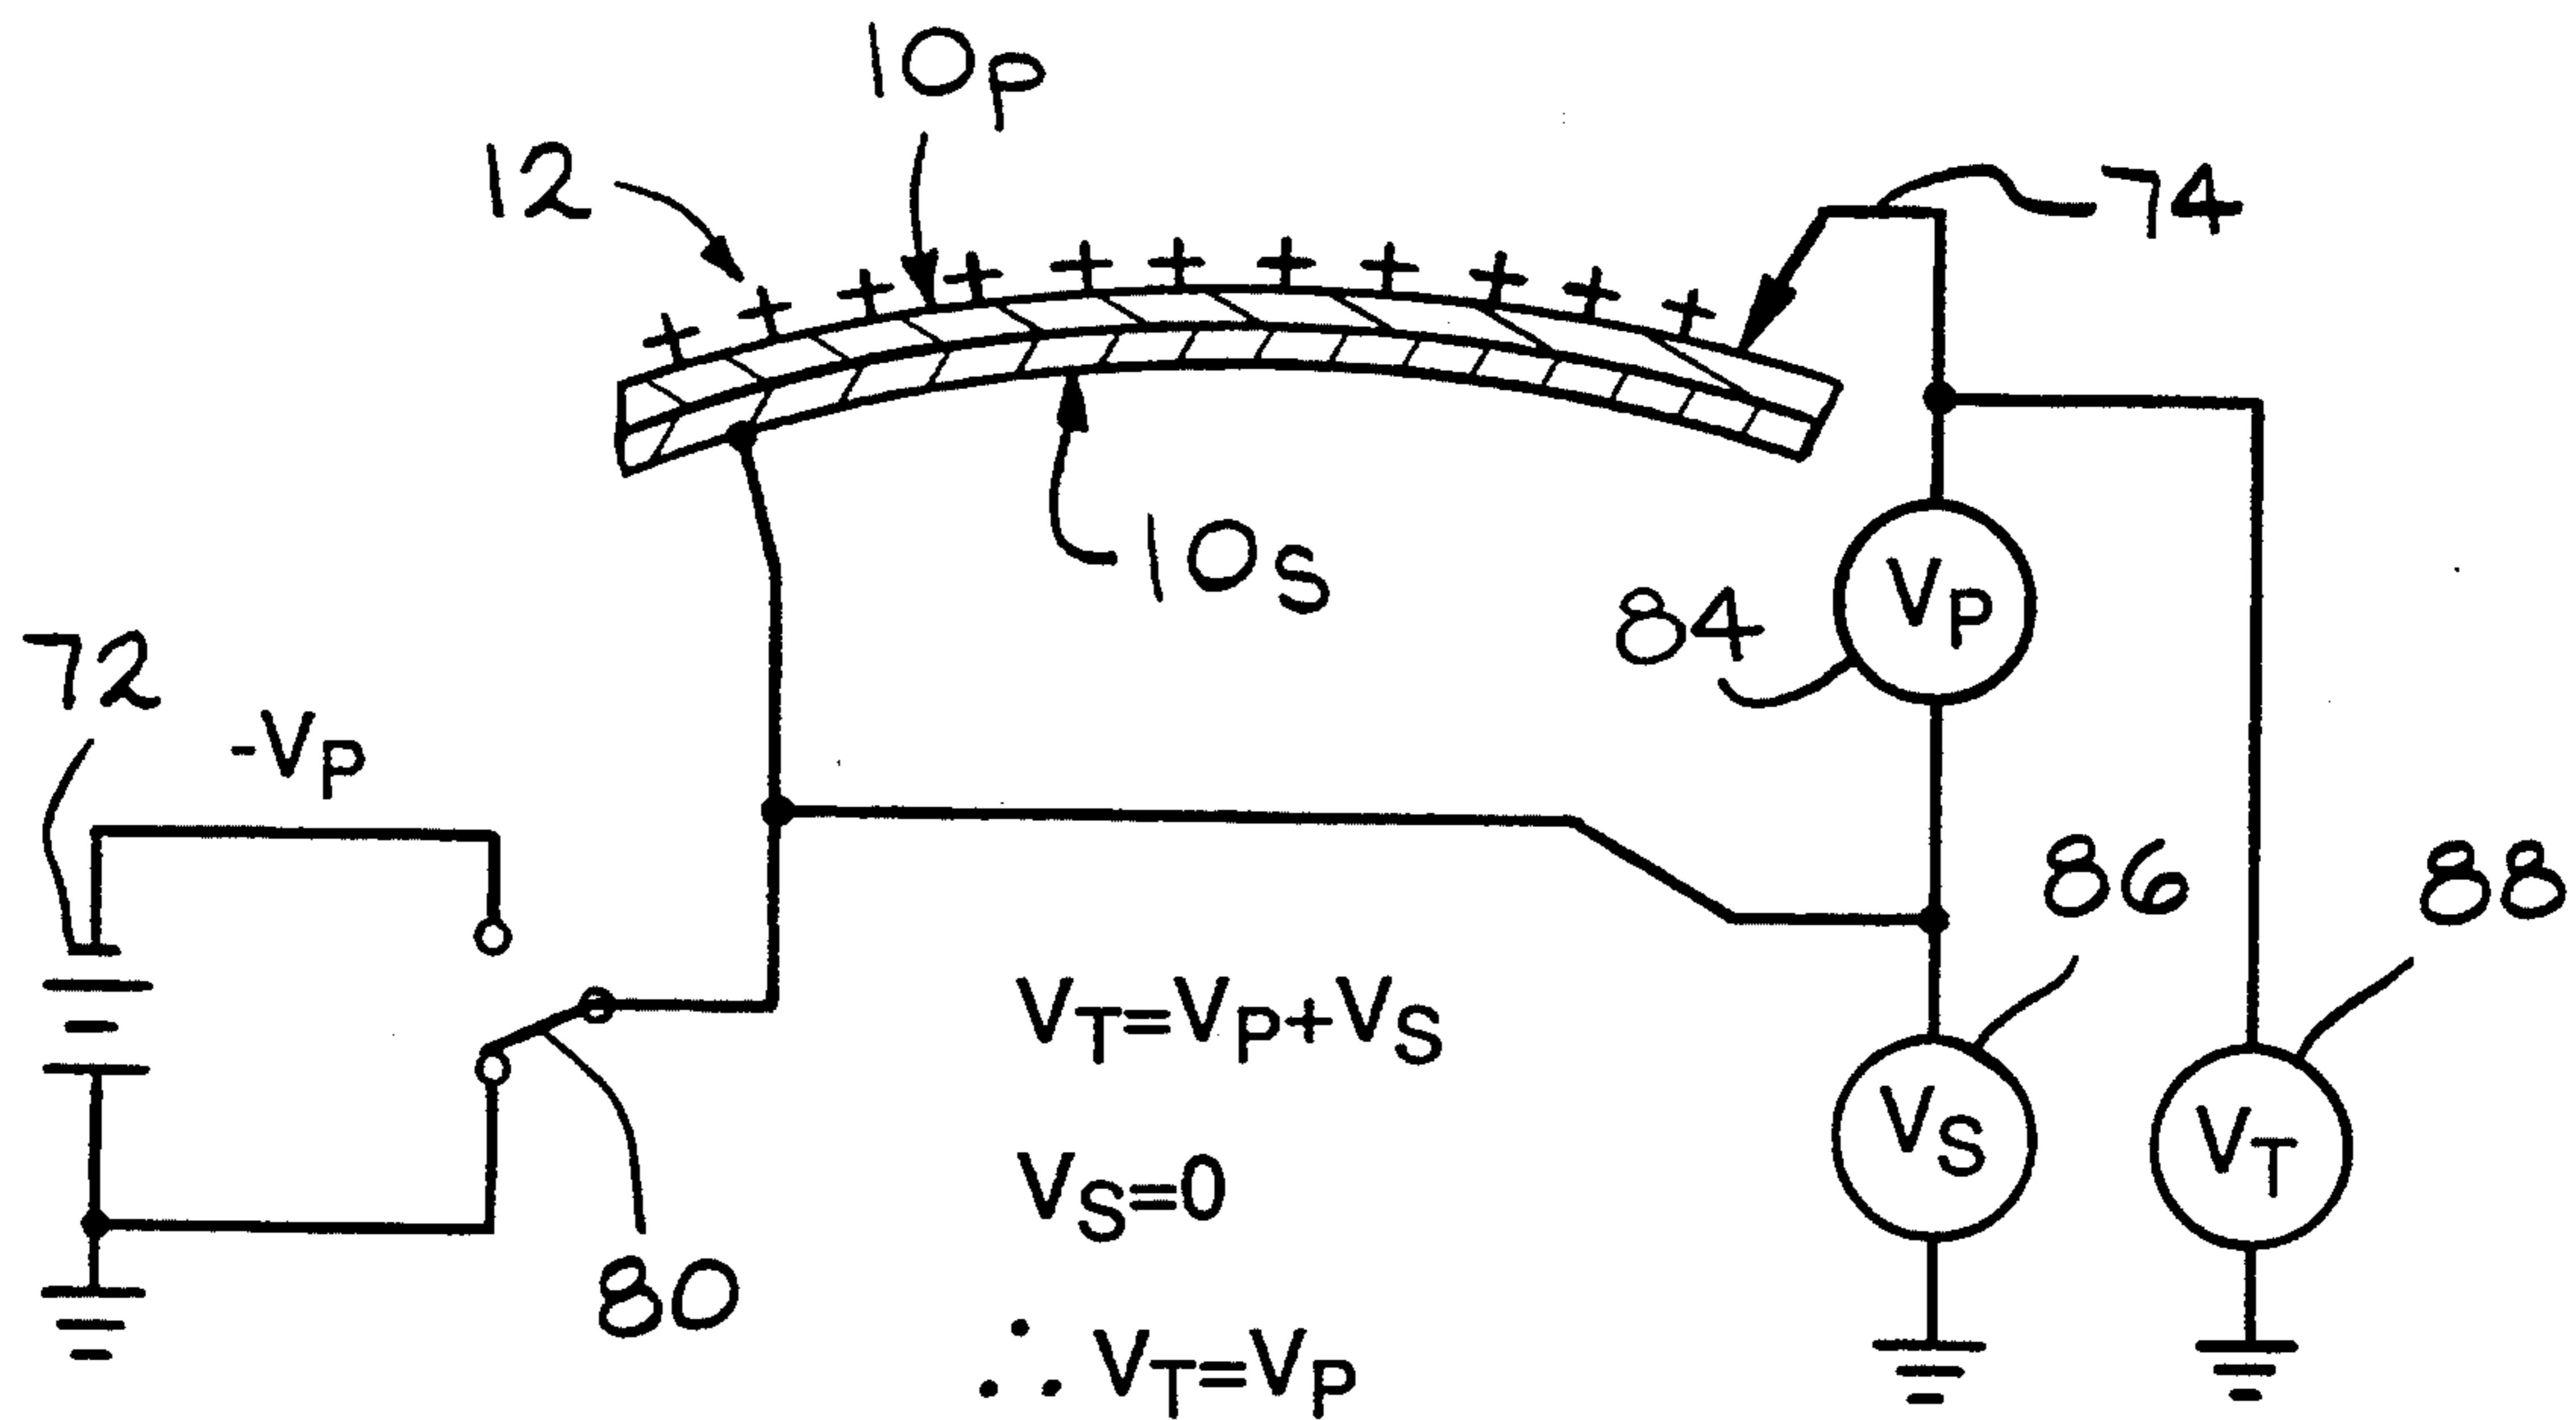 10P
12
74
10S
84
VP
72
-VP
86
88
VT=VP+VS
VS
VT
VS=0
80
∴ VT=VP